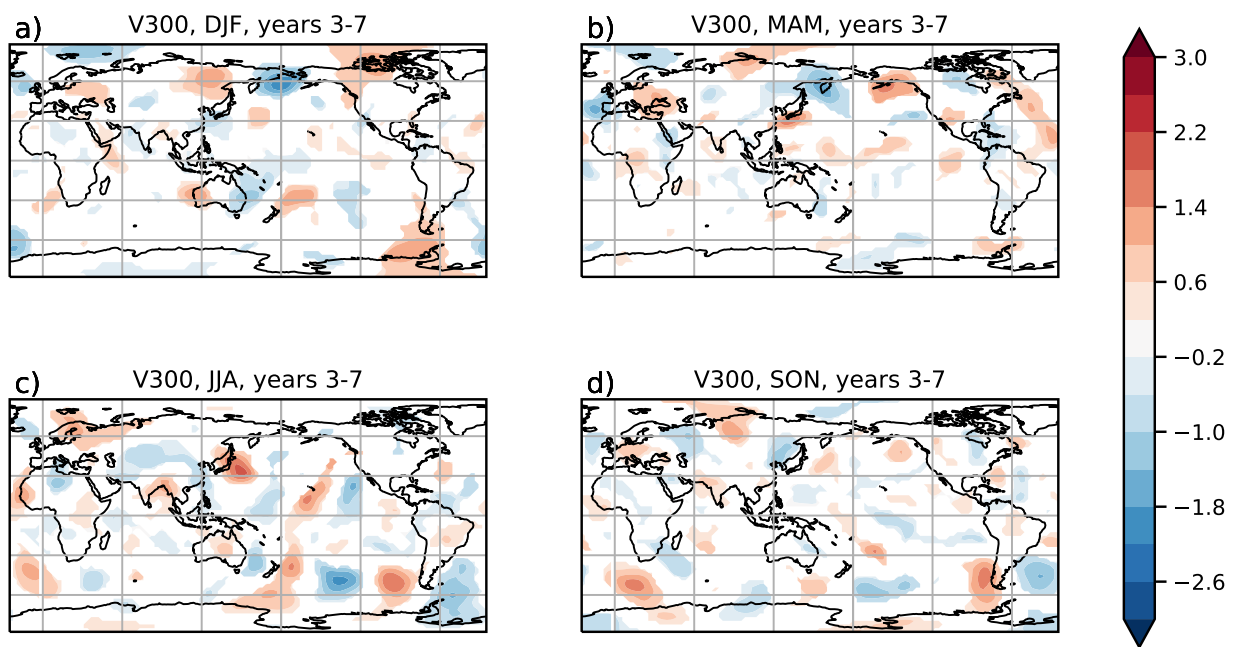 a) V300, DJF, years 3-7
b) V300, MAM, years 3-7
c) V300, JJA, years 3-7
d) V300, SON, years 3-7
3.0
2.2
1.4
0.6
−0.2
−1.0
−1.8
−2.6